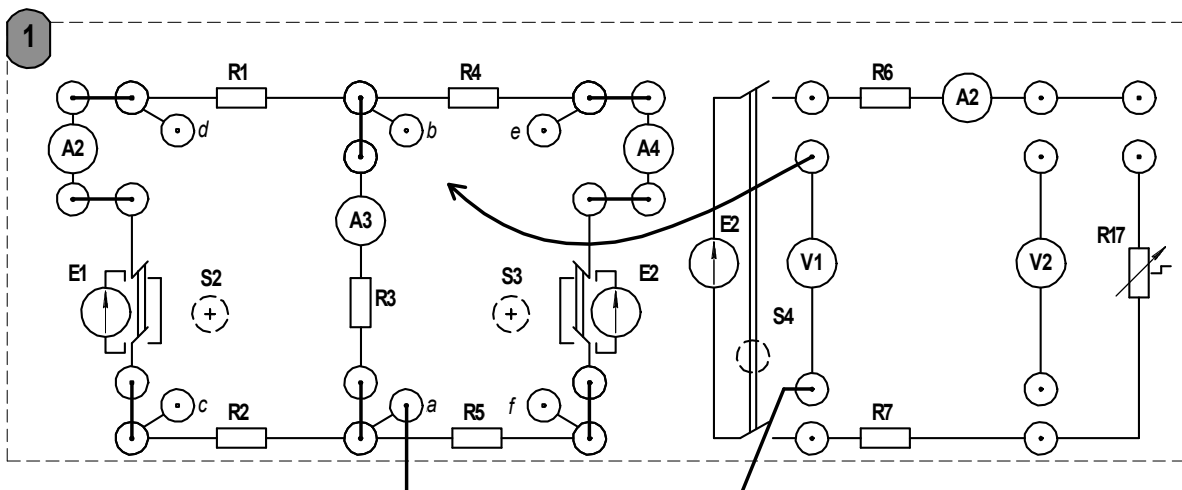 1
R1 R4 R6
A2
d b e
A2 A4
A3
E2 R17
E1 S2 S3 E2 V1 V2
R3
S4
c a f
R2 R5 R7